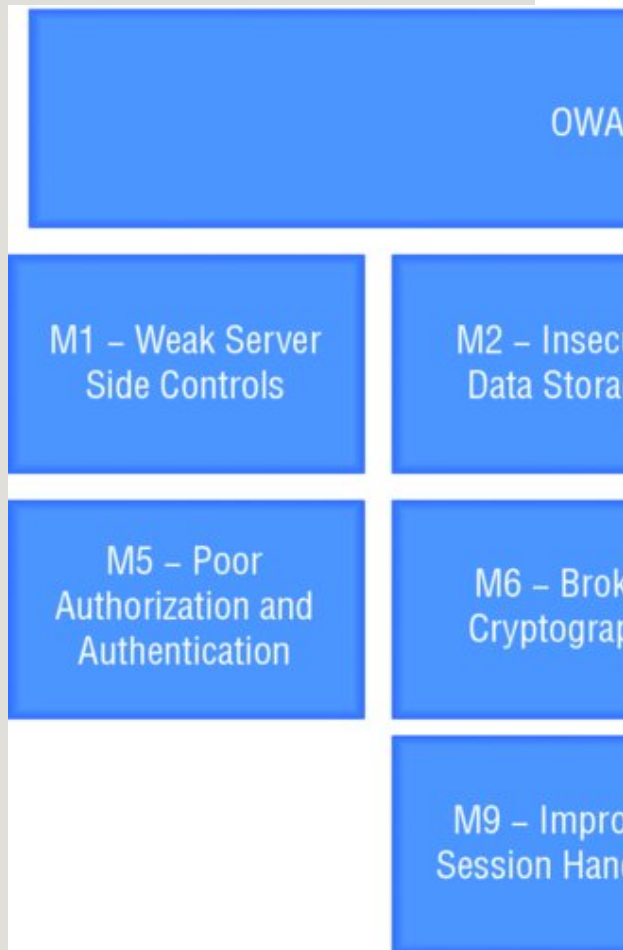 OWA
M1 – Weak Server
Side Controls
M2 – Insec
Data Stora
M5 – Poor
Authorization and
Authentication
M6 – Brok
Cryptograp
M9 – Impro
Session Hand